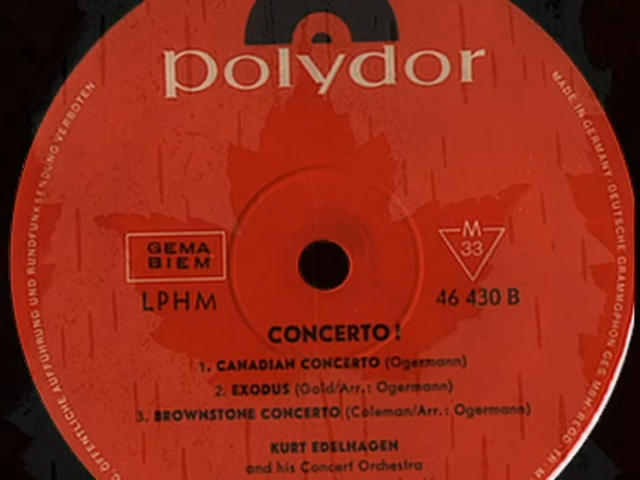 polydor
MADE IN GERMANY · DEUTSCHE GRAMMOPHON GES. MBH
ÖFFENTLICHE AUFFÜHRUNG UND RUNDFUNKSENDUNG VERBOTEN
GEMA
BIEM
M
33
LPHM
46 430 B
CONCERTO!
1. CANADIAN CONCERTO (Ogermann)
2. EXODUS (Gold/Arr.: Ogermann)
3. BROWNSTONE CONCERTO (Coleman/Arr.: Ogermann)
KURT EDELHAGEN
and his Concert Orchestra